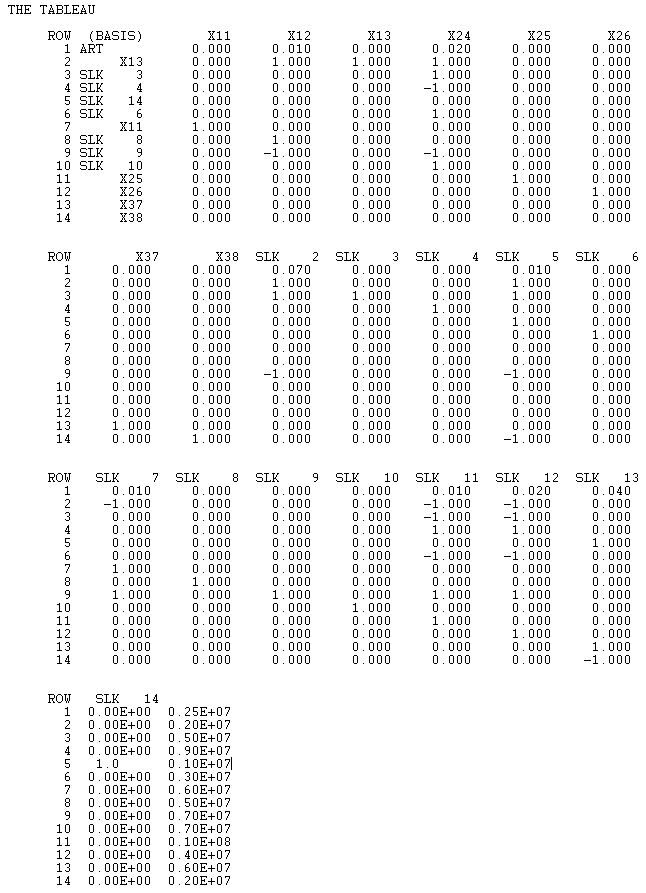 THE TABLEAU
ROW (BASIS) X11 X12 X13 X24 X25 X26
1 ART 0.000 0.010 0.000 0.020 0.000 0.000
2 X13 0.000 1.000 1.000 1.000 0.000 0.000
3 SLK 3 0.000 0.000 0.000 1.000 0.000 0.000
4 SLK 4 0.000 0.000 0.000 -1.000 0.000 0.000
5 SLK 14 0.000 0.000 0.000 0.000 0.000 0.000
6 SLK 6 0.000 0.000 0.000 1.000 0.000 0.000
7 X11 1.000 0.000 0.000 0.000 0.000 0.000
8 SLK 8 0.000 1.000 0.000 0.000 0.000 0.000
9 SLK 9 0.000 -1.000 0.000 -1.000 0.000 0.000
10 SLK 10 0.000 0.000 0.000 1.000 0.000 0.000
11 X25 0.000 0.000 0.000 0.000 1.000 0.000
12 X26 0.000 0.000 0.000 0.000 0.000 1.000
13 X37 0.000 0.000 0.000 0.000 0.000 0.000
14 X38 0.000 0.000 0.000 0.000 0.000 0.000
ROW X37 X38 SLK 2 SLK 3 SLK 4 SLK 5 SLK 6
1 0.000 0.000 0.070 0.000 0.000 0.010 0.000
2 0.000 0.000 1.000 0.000 0.000 1.000 0.000
3 0.000 0.000 1.000 1.000 0.000 1.000 0.000
4 0.000 0.000 0.000 0.000 1.000 0.000 0.000
5 0.000 0.000 0.000 0.000 0.000 1.000 0.000
6 0.000 0.000 0.000 0.000 0.000 0.000 1.000
7 0.000 0.000 0.000 0.000 0.000 0.000 0.000
8 0.000 0.000 0.000 0.000 0.000 0.000 0.000
9 0.000 0.000 -1.000 0.000 0.000 -1.000 0.000
10 0.000 0.000 0.000 0.000 0.000 0.000 0.000
11 0.000 0.000 0.000 0.000 0.000 0.000 0.000
12 0.000 0.000 0.000 0.000 0.000 0.000 0.000
13 1.000 0.000 0.000 0.000 0.000 0.000 0.000
14 0.000 1.000 0.000 0.000 0.000 -1.000 0.000
ROW SLK 7 SLK 8 SLK 9 SLK 10 SLK 11 SLK 12 SLK 13
1 0.010 0.000 0.000 0.000 0.010 0.020 0.040
2 -1.000 0.000 0.000 0.000 -1.000 -1.000 0.000
3 0.000 0.000 0.000 0.000 -1.000 -1.000 0.000
4 0.000 0.000 0.000 0.000 1.000 1.000 0.000
5 0.000 0.000 0.000 0.000 0.000 0.000 1.000
6 0.000 0.000 0.000 0.000 -1.000 -1.000 0.000
7 1.000 0.000 0.000 0.000 0.000 0.000 0.000
8 0.000 1.000 0.000 0.000 0.000 0.000 0.000
9 1.000 0.000 1.000 0.000 1.000 1.000 0.000
10 0.000 0.000 0.000 1.000 0.000 0.000 0.000
11 0.000 0.000 0.000 0.000 1.000 0.000 0.000
12 0.000 0.000 0.000 0.000 0.000 1.000 0.000
13 0.000 0.000 0.000 0.000 0.000 0.000 1.000
14 0.000 0.000 0.000 0.000 0.000 0.000 -1.000
ROW SLK 14
1 0.00E+00 0.25E+07
2 0.00E+00 0.20E+07
3 0.00E+00 0.50E+07
4 0.00E+00 0.90E+07
5 1.0 0.10E+07
6 0.00E+00 0.30E+07
7 0.00E+00 0.60E+07
8 0.00E+00 0.50E+07
9 0.00E+00 0.70E+07
10 0.00E+00 0.70E+07
11 0.00E+00 0.10E+08
12 0.00E+00 0.40E+07
13 0.00E+00 0.60E+07
14 0.00E+00 0.20E+07